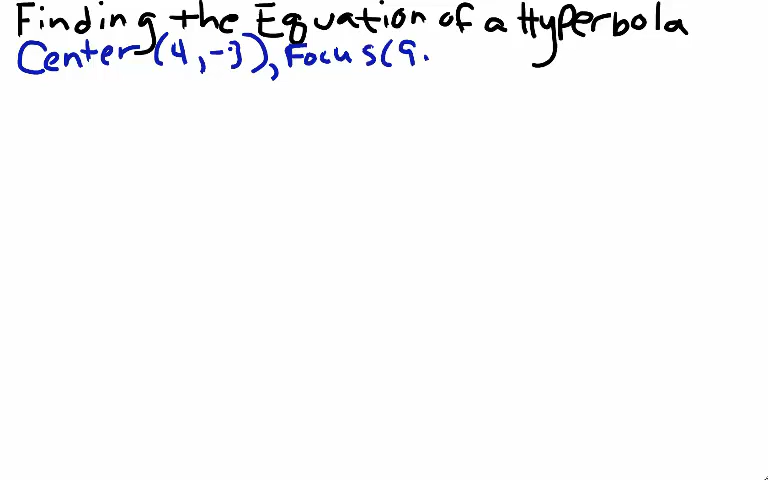 Finding the Equation of a Hyperbola
Center (4, -3), Focus (9.